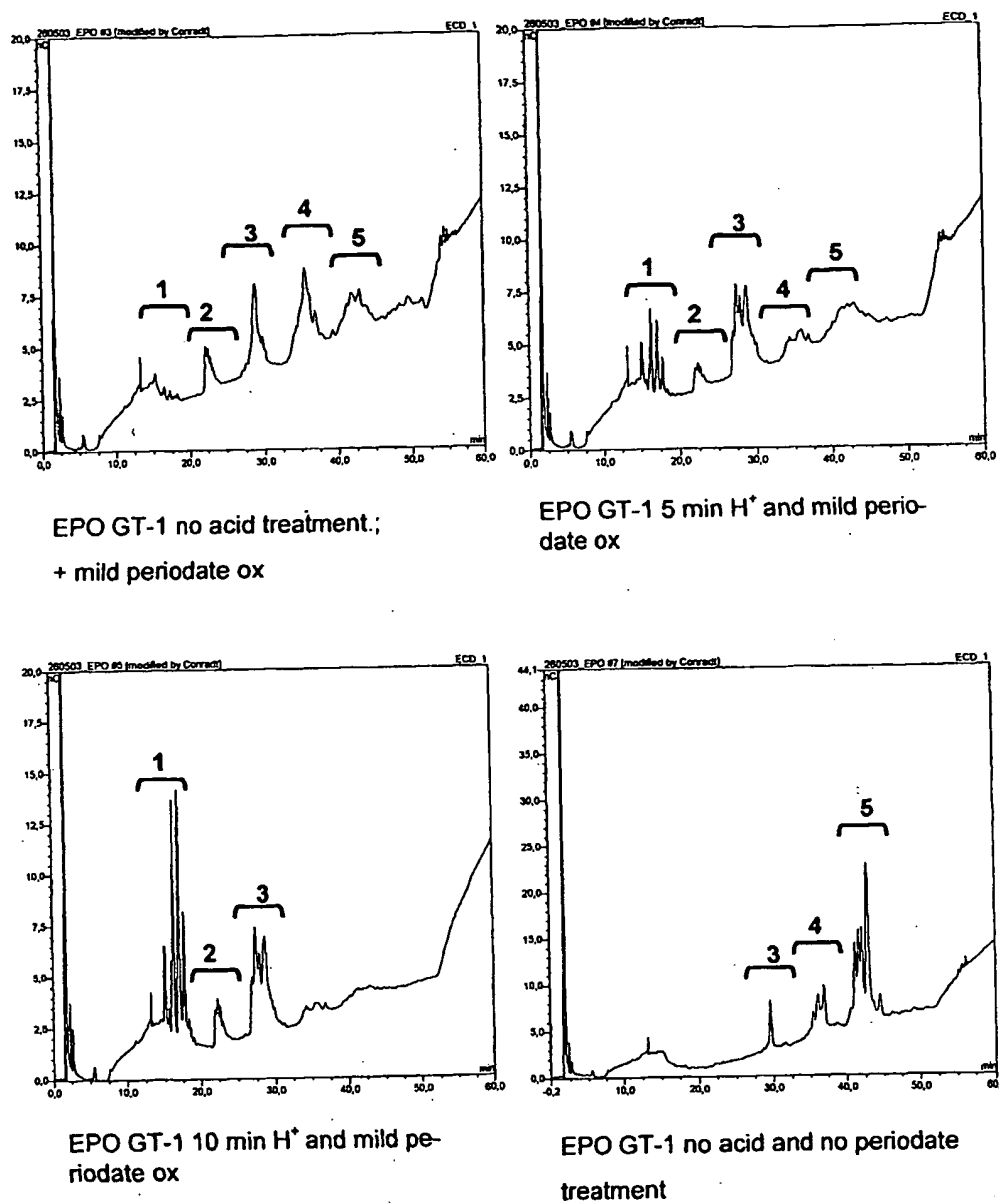 260503_EPO #3 [modified by Conradt] ECD_1
20,0
nC
17,5
15,0
12,5
10,0
7,5
5,0
2,5
0,0
1
2
3
4
5
min
0,0 10,0 20,0 30,0 40,0 50,0 60,0
EPO GT-1 no acid treatment.;
+ mild periodate ox
260503_EPO #4 [modified by Conradt] ECD_1
20,0
nC
17,5
15,0
12,5
10,0
7,5
5,0
2,5
0,0
1
2
3
4
5
min
0,0 10,0 20,0 30,0 40,0 50,0 60,0
EPO GT-1 5 min H⁺ and mild perio-
date ox
260503_EPO #5 [modified by Conradt] ECD_1
20,0
nC
17,5
15,0
12,5
10,0
7,5
5,0
2,5
0,0
1
2
3
min
0,0 10,0 20,0 30,0 40,0 50,0 60,0
EPO GT-1 10 min H⁺ and mild pe-
riodate ox
260503_EPO #7 [modified by Conradt] ECD_1
44,1
nC
40,0
35,0
30,0
25,0
20,0
15,0
10,0
5,0
0,0
3
4
5
min
-0,2 10,0 20,0 30,0 40,0 50,0 60
EPO GT-1 no acid and no periodate
treatment